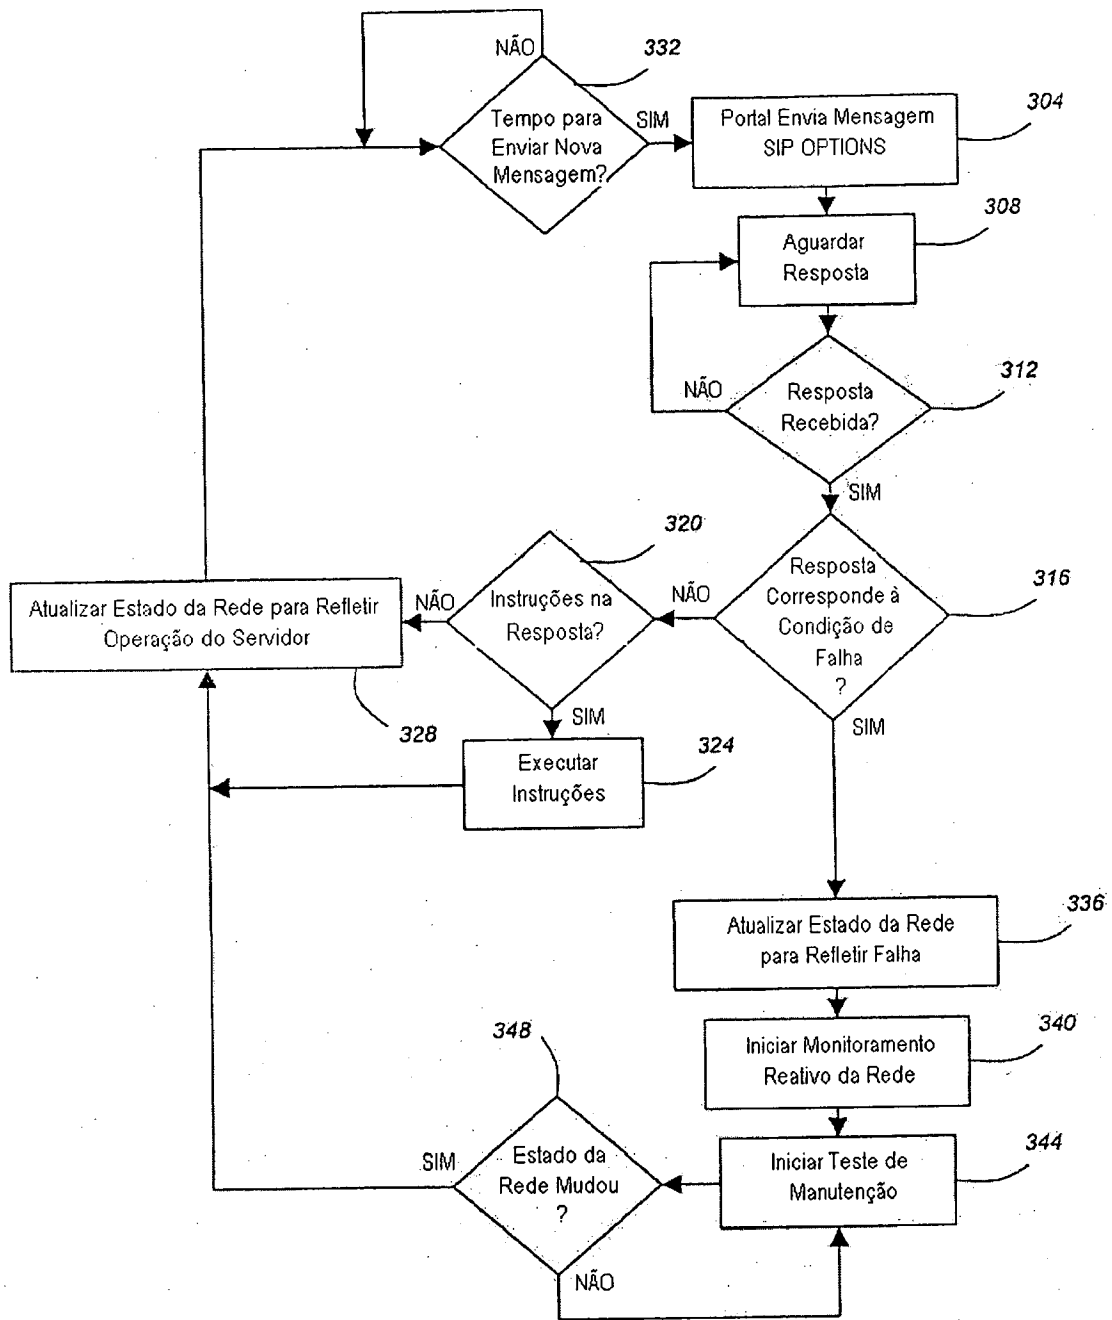 NÃO
332
Tempo para
Enviar Nova
Mensagem?
SIM
Portal Envia Mensagem
SIP OPTIONS
304
Aguardar
Resposta
308
NÃO
Resposta
Recebida?
312
SIM
Resposta
Corresponde à
Condição de
Falha
?
316
NÃO
SIM
320
Instruções na
Resposta?
NÃO
SIM
Atualizar Estado da Rede para Refletir
Operação do Servidor
328
Executar
Instruções
324
Atualizar Estado da Rede
para Refletir Falha
336
Iniciar Monitoramento
Reativo da Rede
340
Iniciar Teste de
Manutenção
344
348
Estado da
Rede Mudou
?
SIM
NÃO